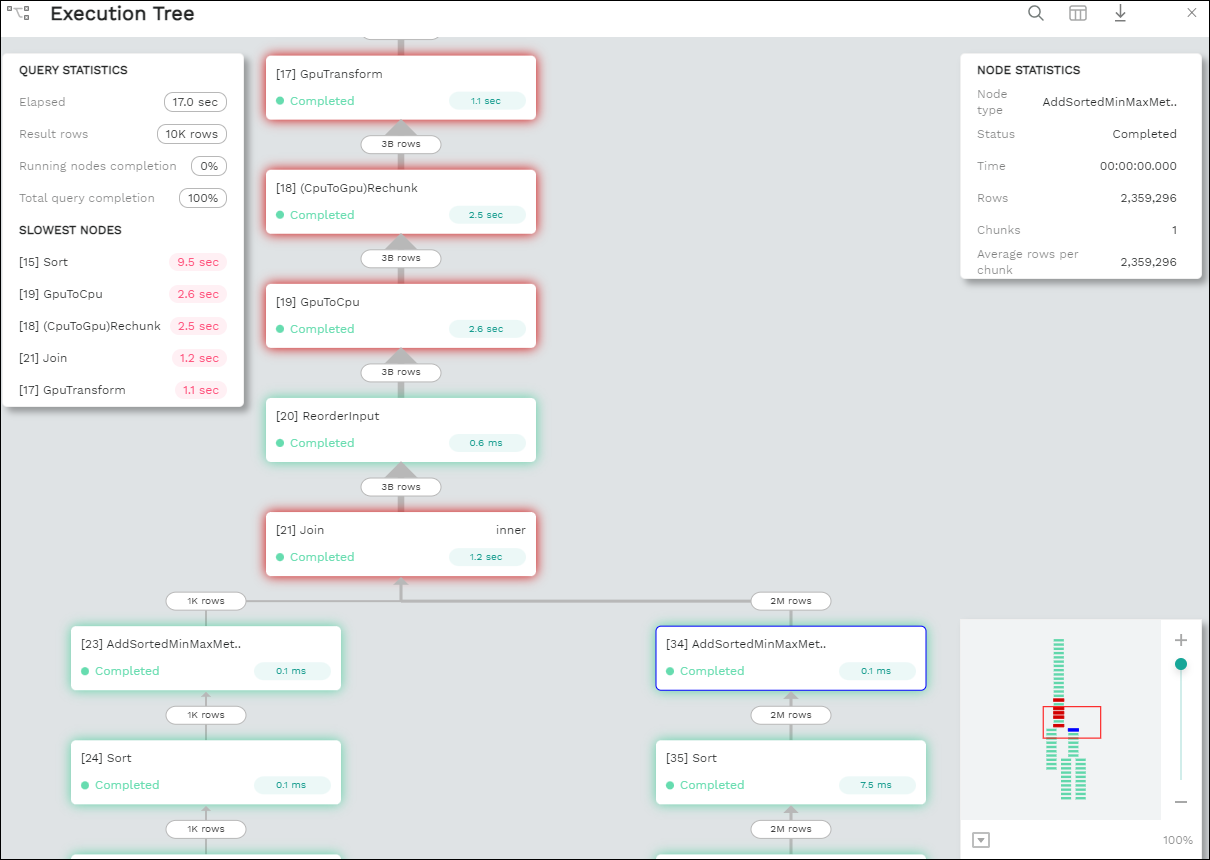 Execution Tree
QUERY STATISTICS
Elapsed 17.0 sec
Result rows 10K rows
Running nodes completion 0%
Total query completion 100%
SLOWEST NODES
[15] Sort 9.5 sec
[19] GpuToCpu 2.6 sec
[18] (CpuToGpu)Rechunk 2.5 sec
[21] Join 1.2 sec
[17] GpuTransform 1.1 sec
[17] GpuTransform
Completed 1.1 sec
3B rows
[18] (CpuToGpu)Rechunk
Completed 2.5 sec
3B rows
[19] GpuToCpu
Completed 2.6 sec
3B rows
[20] ReorderInput
Completed 0.6 ms
3B rows
[21] Join inner
Completed 1.2 sec
1K rows
[23] AddSortedMinMaxMet..
Completed 0.1 ms
1K rows
[24] Sort
Completed 0.1 ms
1K rows
2M rows
[34] AddSortedMinMaxMet..
Completed 0.1 ms
2M rows
[35] Sort
Completed 7.5 ms
2M rows
NODE STATISTICS
Node
type AddSortedMinMaxMet..
Status Completed
Time 00:00:00.000
Rows 2,359,296
Chunks 1
Average rows per
chunk 2,359,296
100%